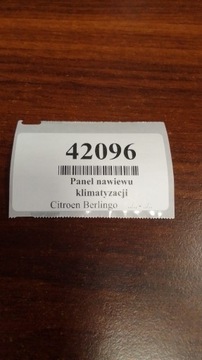 42096
Panel nawiewu
klimatyzacji
Citroen Berlingo